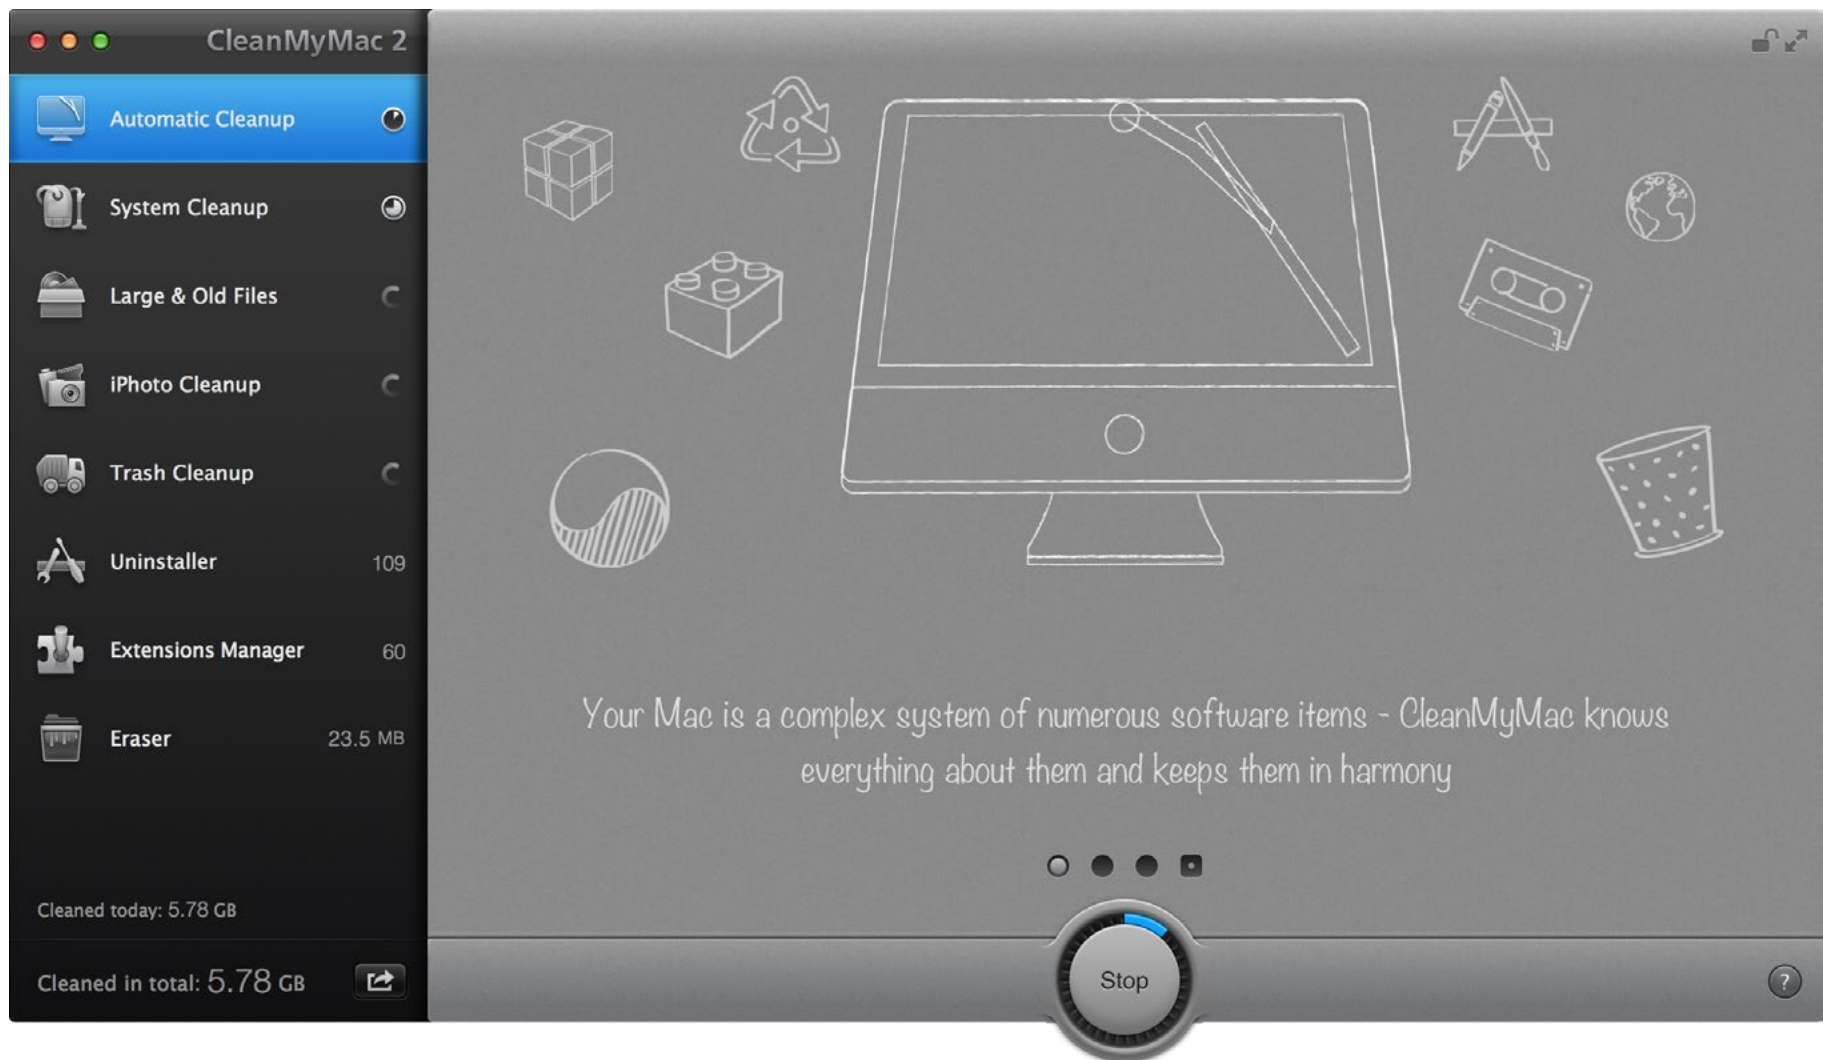 CleanMyMac 2
Automatic Cleanup
System Cleanup
Large & Old Files
iPhoto Cleanup
Trash Cleanup
Uninstaller 109
Extensions Manager 60
Eraser 23.5 MB
Cleaned today: 5.78 GB
Cleaned in total: 5.78 GB
Your Mac is a complex system of numerous software items - CleanMyMac knows
everything about them and keeps them in harmony
Stop
?